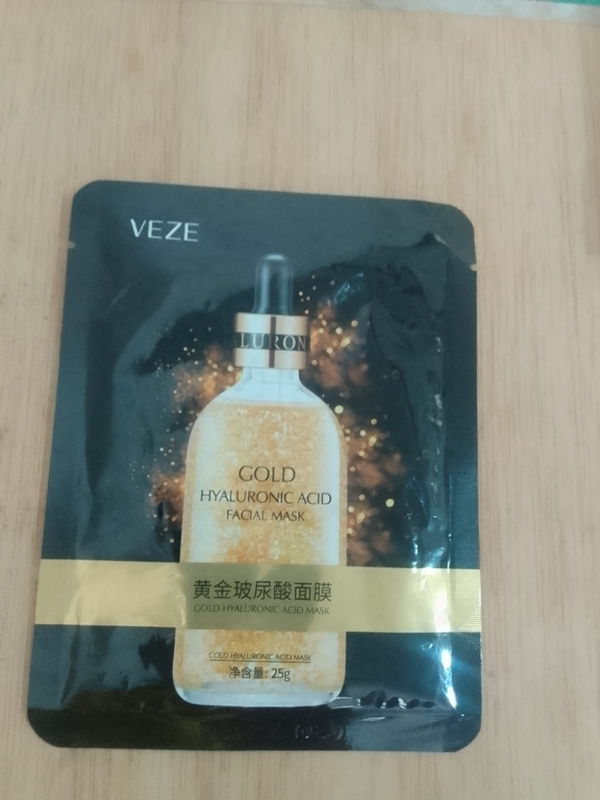 VEZE
LURON
GOLD
HYALURONIC ACID
FACIAL MASK
黄金玻尿酸面膜
GOLD HYALURONIC ACID MASK
GOLD HYALURONIC ACID MASK
净含量: 25g